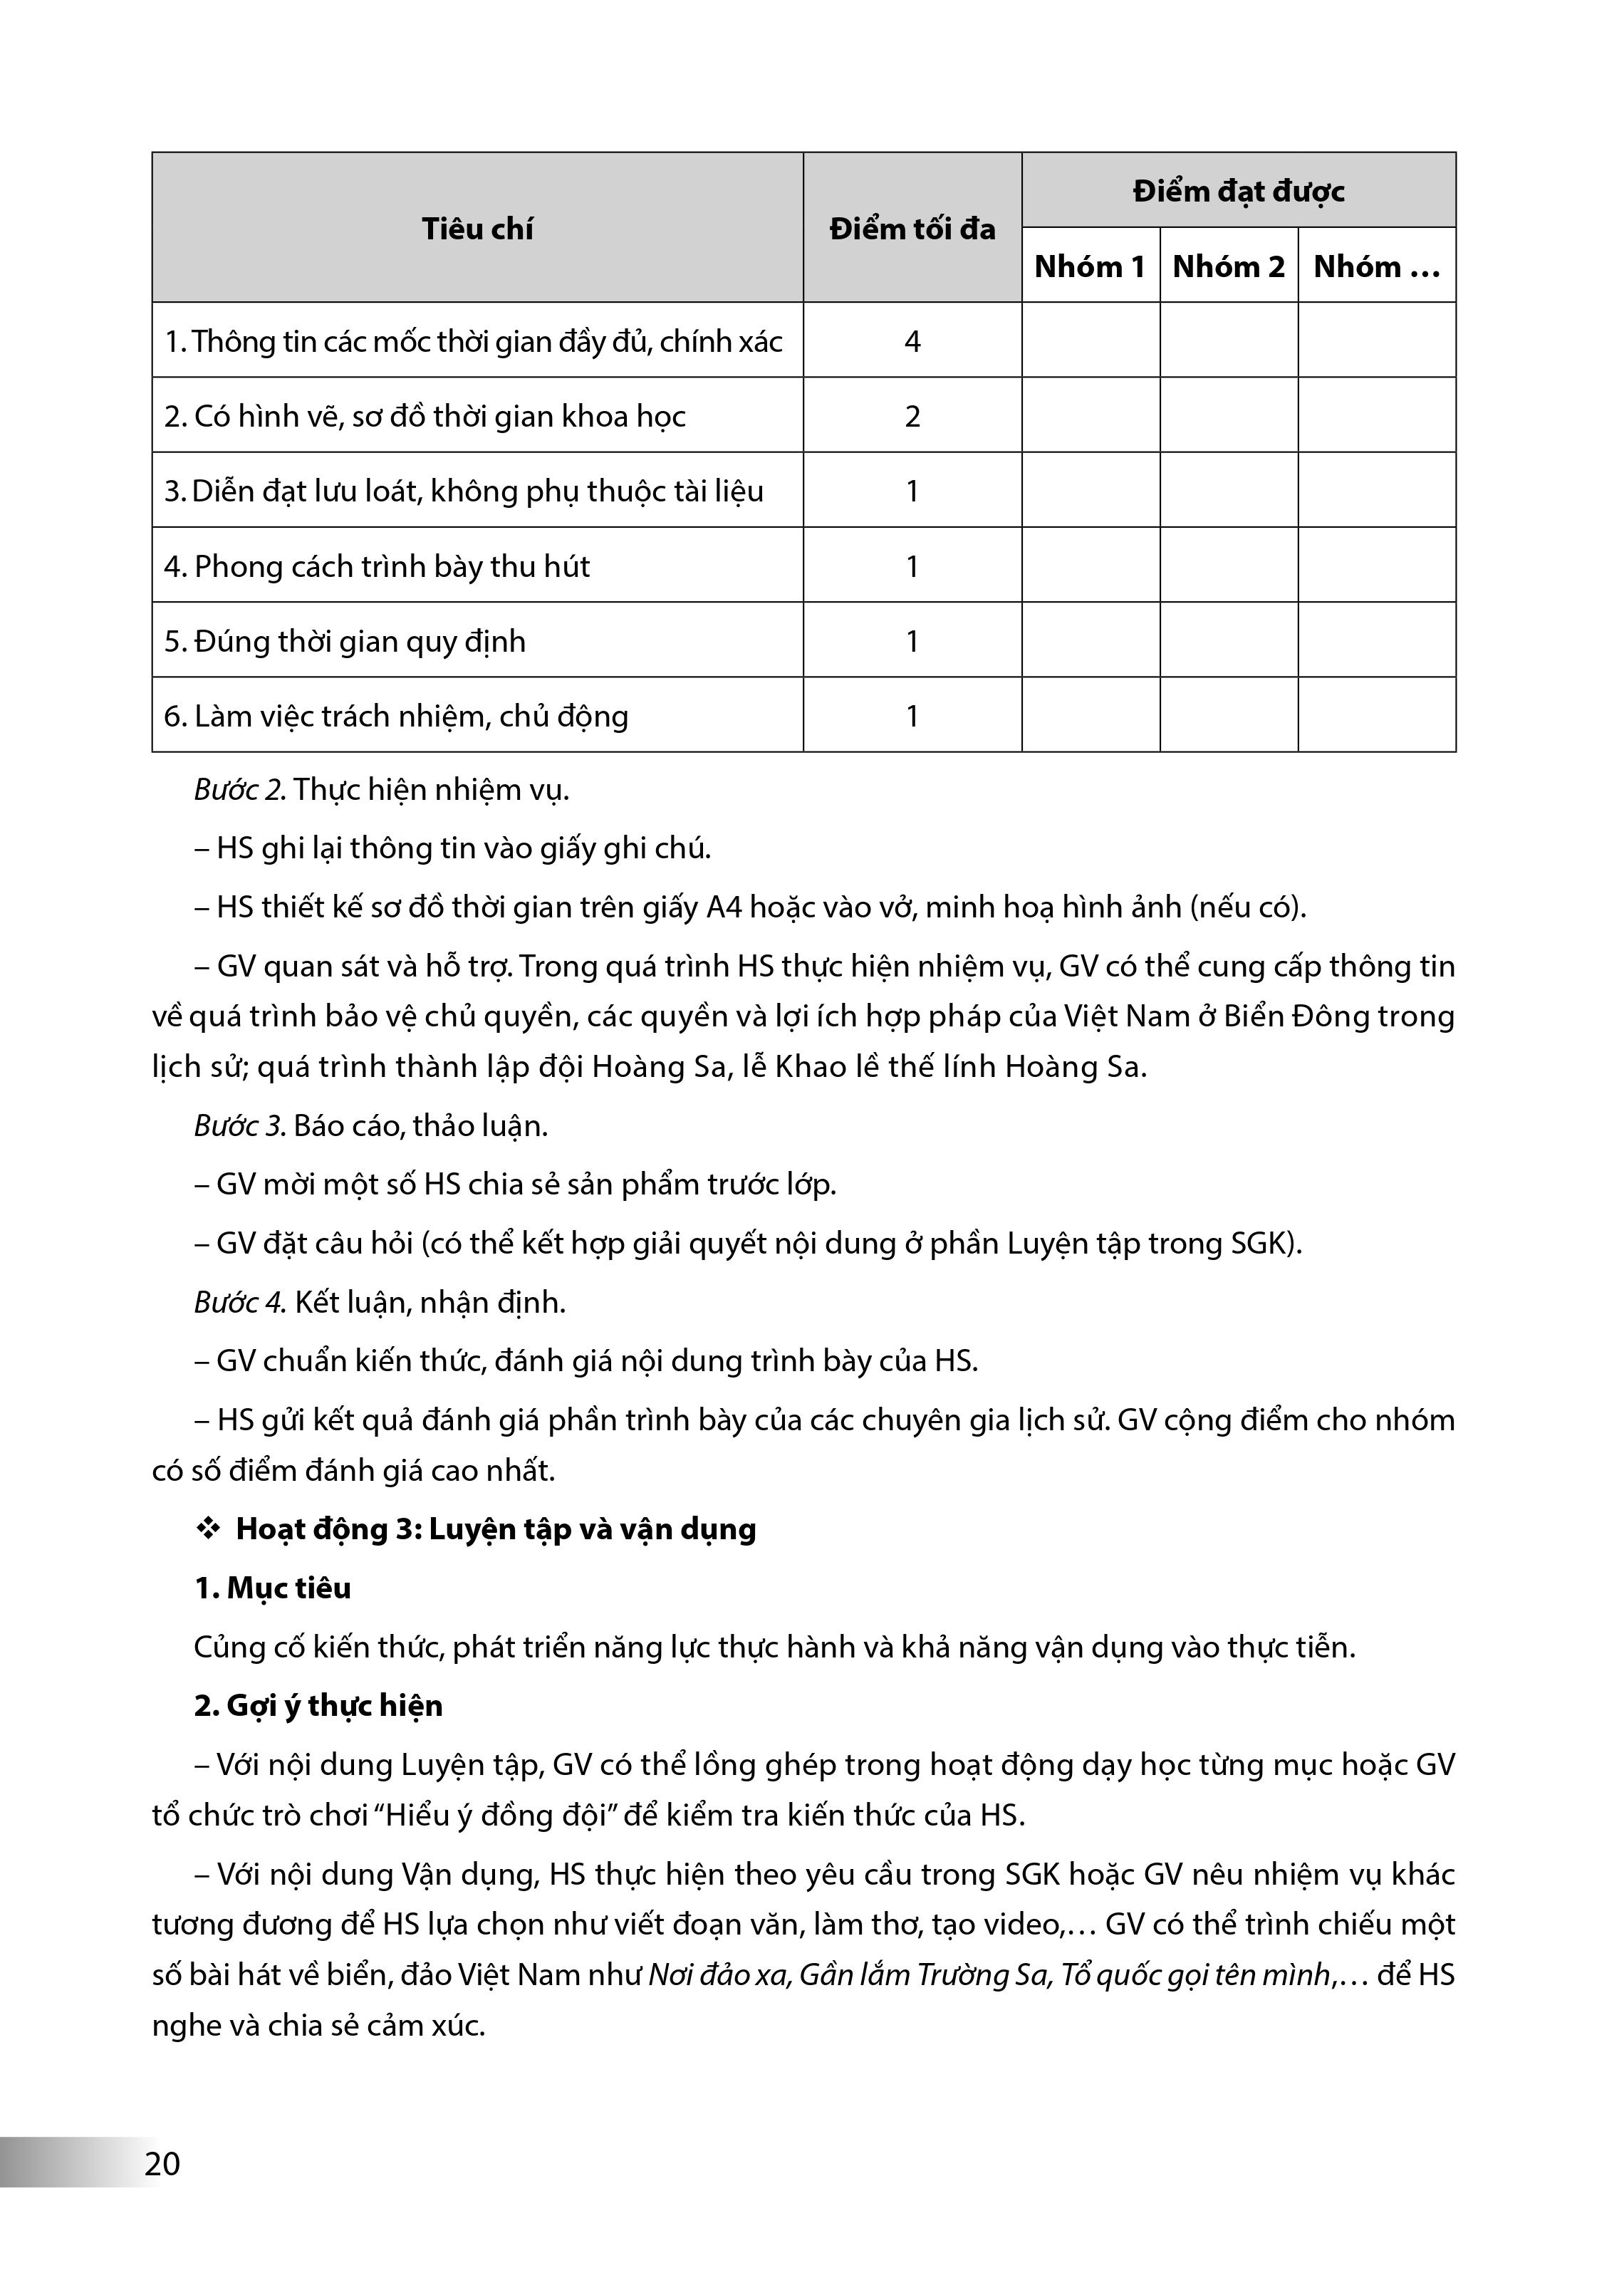 Tiêu chí
Điểm tối đa
Điểm đạt được
Nhóm 1
Nhóm 2
Nhóm …
1. Thông tin các mốc thời gian đầy đủ, chính xác
4
2. Có hình vẽ, sơ đồ thời gian khoa học
2
3. Diễn đạt lưu loát, không phụ thuộc tài liệu
1
4. Phong cách trình bày thu hút
1
5. Đúng thời gian quy định
1
6. Làm việc trách nhiệm, chủ động
1
Bước 2. Thực hiện nhiệm vụ.
– HS ghi lại thông tin vào giấy ghi chú.
– HS thiết kế sơ đồ thời gian trên giấy A4 hoặc vào vở, minh hoạ hình ảnh (nếu có).
– GV quan sát và hỗ trợ. Trong quá trình HS thực hiện nhiệm vụ, GV có thể cung cấp thông tin
về quá trình bảo vệ chủ quyền, các quyền và lợi ích hợp pháp của Việt Nam ở Biển Đông trong
lịch sử; quá trình thành lập đội Hoàng Sa, lễ Khao lề thế lính Hoàng Sa.
Bước 3. Báo cáo, thảo luận.
– GV mời một số HS chia sẻ sản phẩm trước lớp.
– GV đặt câu hỏi (có thể kết hợp giải quyết nội dung ở phần Luyện tập trong SGK).
Bước 4. Kết luận, nhận định.
– GV chuẩn kiến thức, đánh giá nội dung trình bày của HS.
– HS gửi kết quả đánh giá phần trình bày của các chuyên gia lịch sử. GV cộng điểm cho nhóm
có số điểm đánh giá cao nhất.
❖ Hoạt động 3: Luyện tập và vận dụng
1. Mục tiêu
Củng cố kiến thức, phát triển năng lực thực hành và khả năng vận dụng vào thực tiễn.
2. Gợi ý thực hiện
– Với nội dung Luyện tập, GV có thể lồng ghép trong hoạt động dạy học từng mục hoặc GV
tổ chức trò chơi “Hiểu ý đồng đội” để kiểm tra kiến thức của HS.
– Với nội dung Vận dụng, HS thực hiện theo yêu cầu trong SGK hoặc GV nêu nhiệm vụ khác
tương đương để HS lựa chọn như viết đoạn văn, làm thơ, tạo video,… GV có thể trình chiếu một
số bài hát về biển, đảo Việt Nam như Nơi đảo xa, Gần lắm Trường Sa, Tổ quốc gọi tên mình,… để HS
nghe và chia sẻ cảm xúc.
20